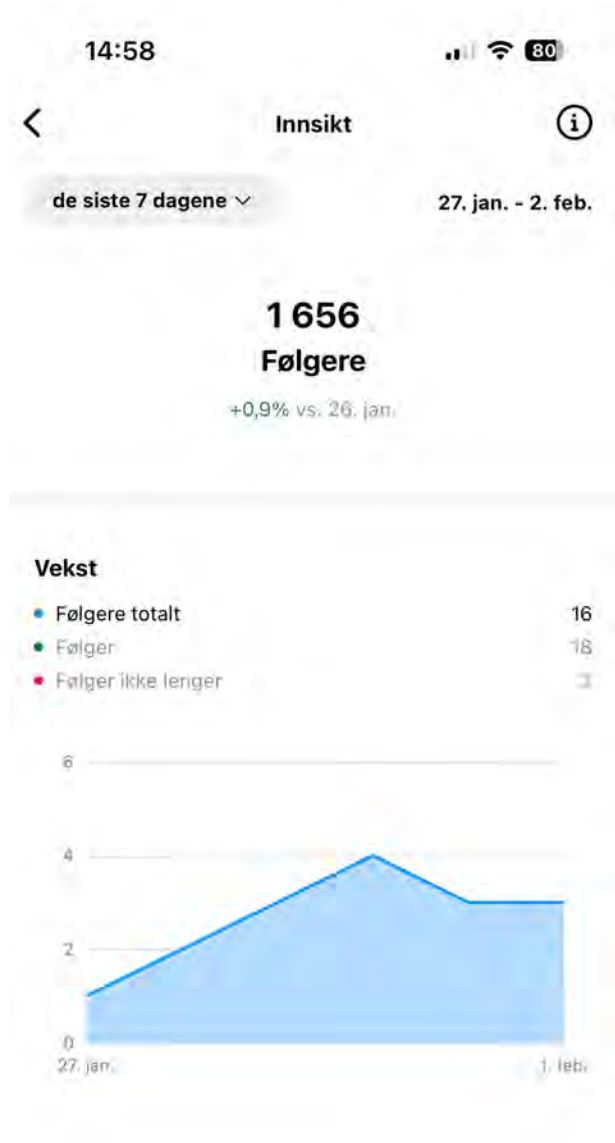 14:58
80
Innsikt
de siste 7 dagene
27. jan. - 2. feb.
1 656
Følgere
+0,9% vs. 26. jan.
Vekst
Følgere totalt 16
Følger 18
Følger ikke lenger
6
4
2
0
27. jan. 1. feb.